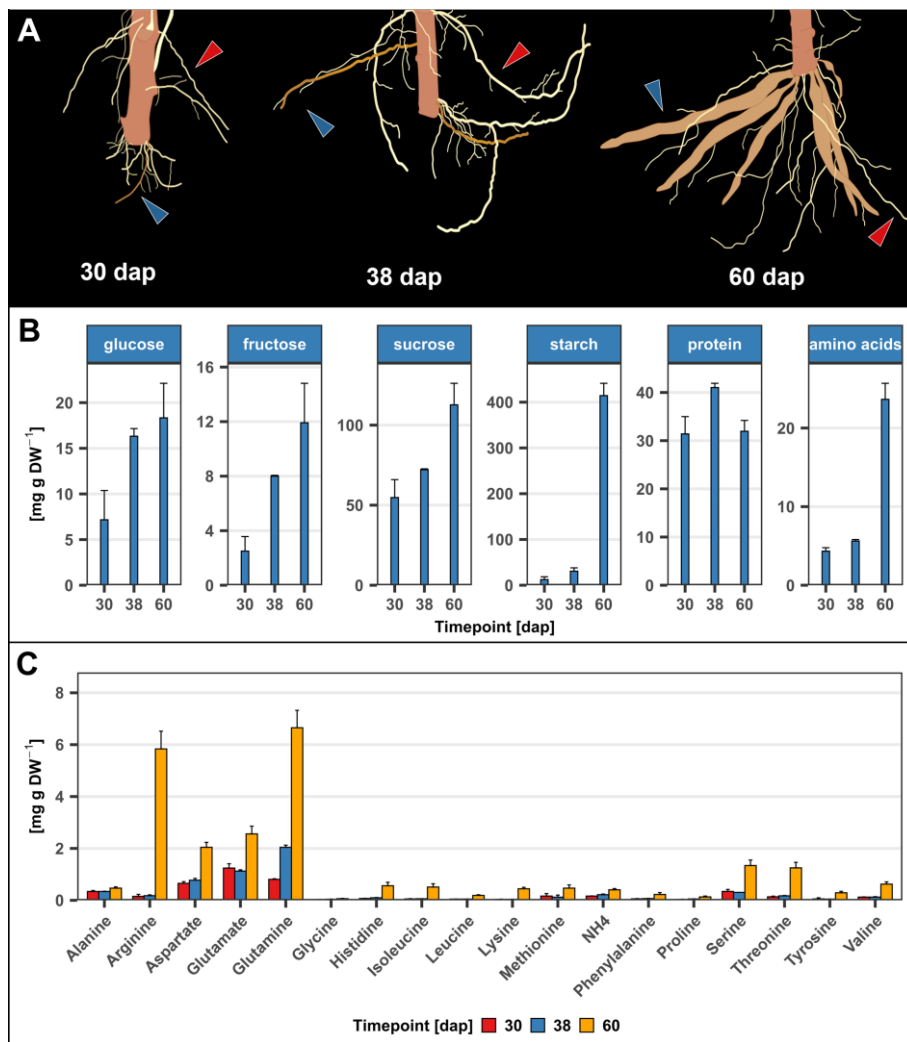 A
30 dap
38 dap
60 dap
B
glucose
fructose
sucrose
starch
protein
amino acids
[mg g DW⁻¹]
0
5
10
15
20
0
4
8
12
16
0
50
100
0
100
200
300
400
0
10
20
30
40
0
10
20
30 38 60
30 38 60
30 38 60
30 38 60
30 38 60
30 38 60
Timepoint [dap]
C
[mg g DW⁻¹]
8
6
4
2
0
Alanine
Arginine
Aspartate
Glutamate
Glutamine
Glycine
Histidine
Isoleucine
Leucine
Lysine
Methionine
NH4
Phenylalanine
Proline
Serine
Threonine
Tyrosine
Valine
Timepoint [dap] 30 38 60